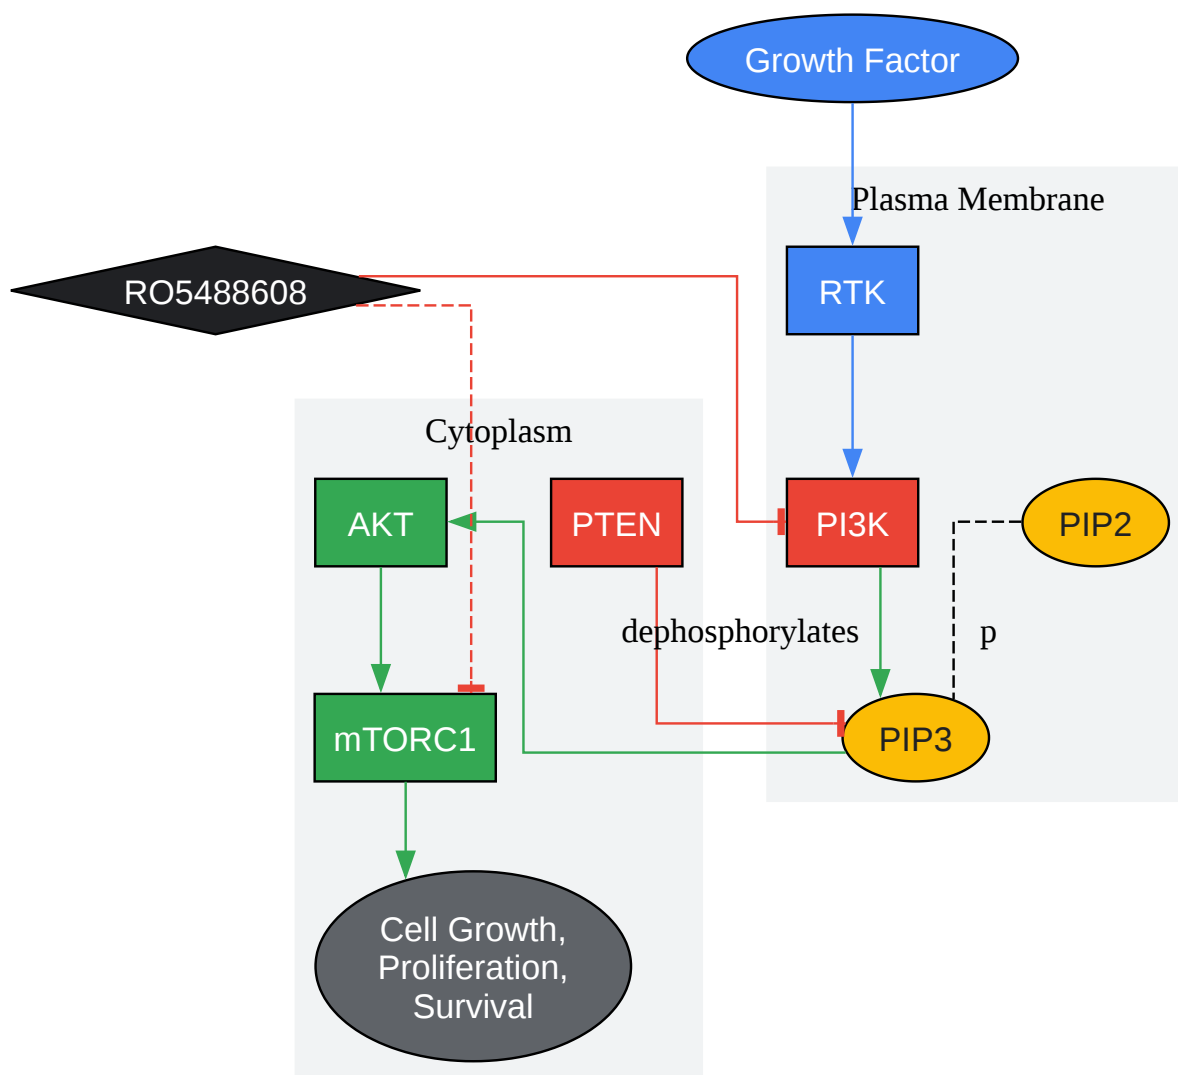 Growth Factor
Plasma Membrane
RO5488608
RTK
Cytoplasm
AKT
PTEN
PI3K
PIP2
dephosphorylates
p
mTORC1
PIP3
Cell Growth,
Proliferation,
Survival